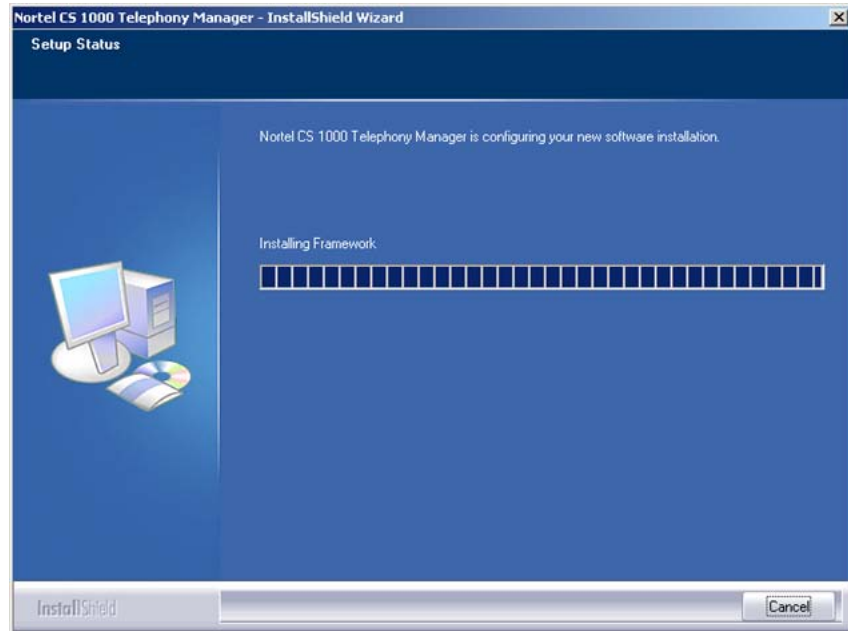 Nortel CS 1000 Telephony Manager - InstallShield Wizard
Setup Status
Nortel CS 1000 Telephony Manager is configuring your new software installation.
Installing Framework
InstallShield
Cancel